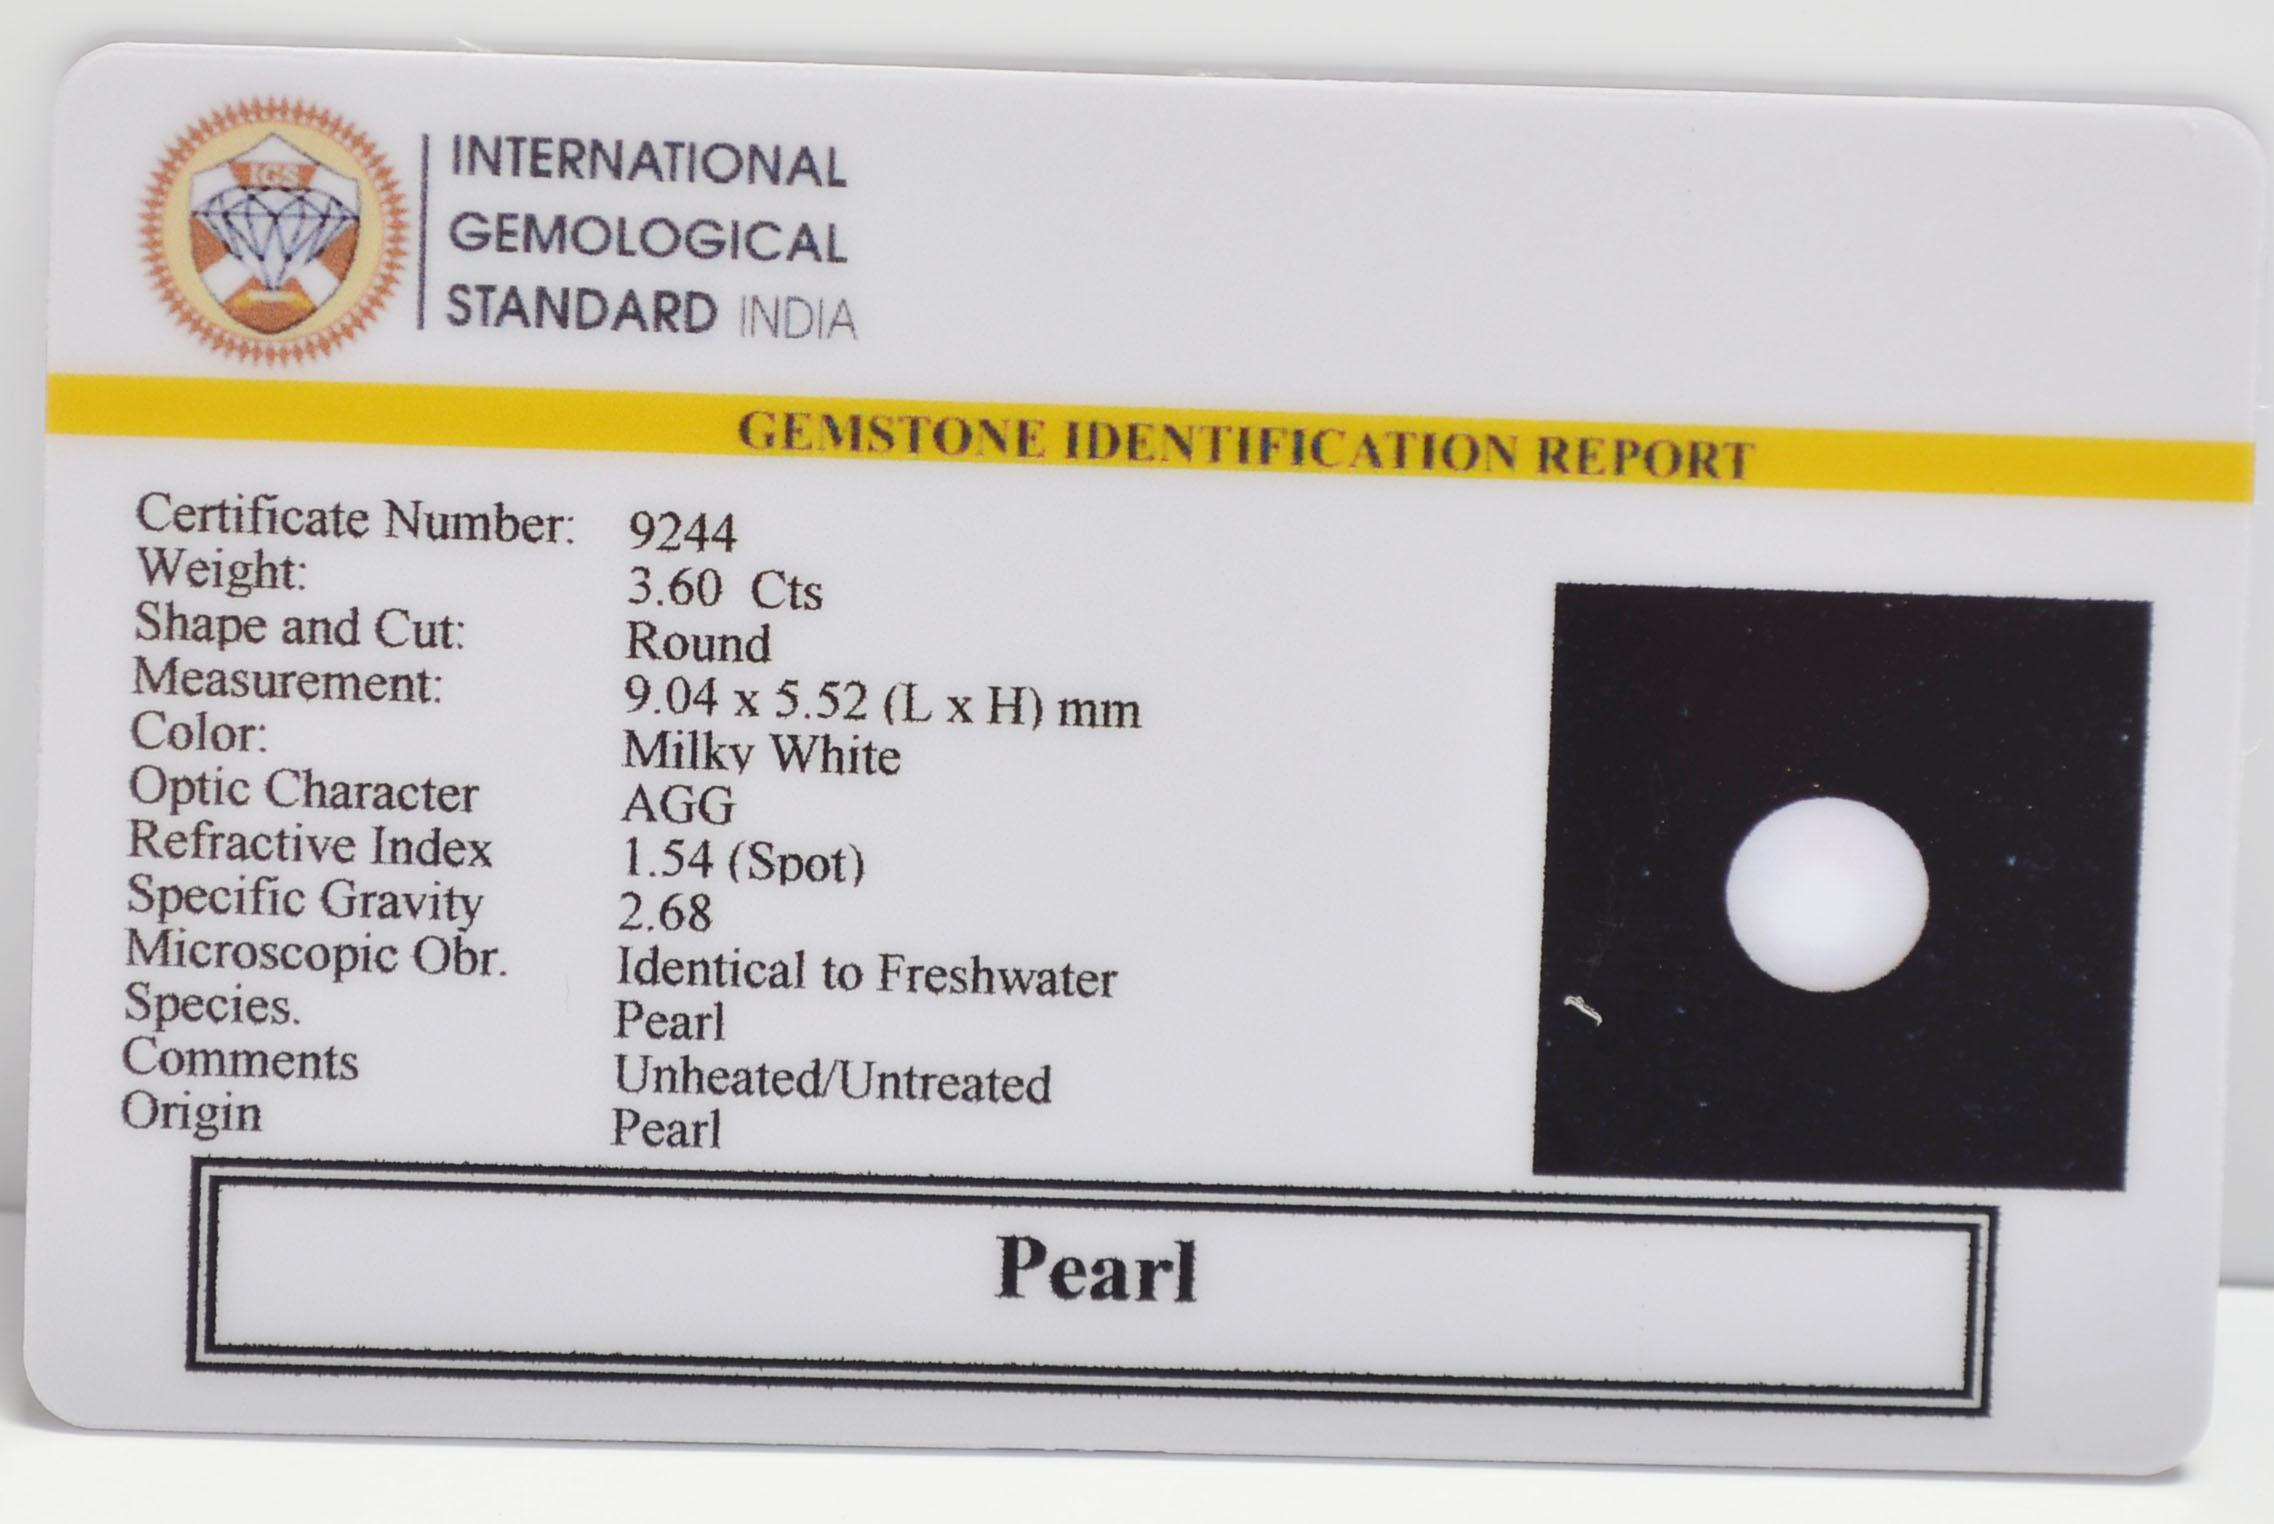 IGS
INTERNATIONAL
GEMOLOGICAL
STANDARD INDIA
GEMSTONE IDENTIFICATION REPORT
Certificate Number: 9244
Weight: 3.60 Cts
Shape and Cut: Round
Measurement: 9.04 x 5.52 (L x H) mm
Color: Milky White
Optic Character AGG
Refractive Index 1.54 (Spot)
Specific Gravity 2.68
Microscopic Obr. Identical to Freshwater
Species. Pearl
Comments Unheated/Untreated
Origin Pearl
Pearl